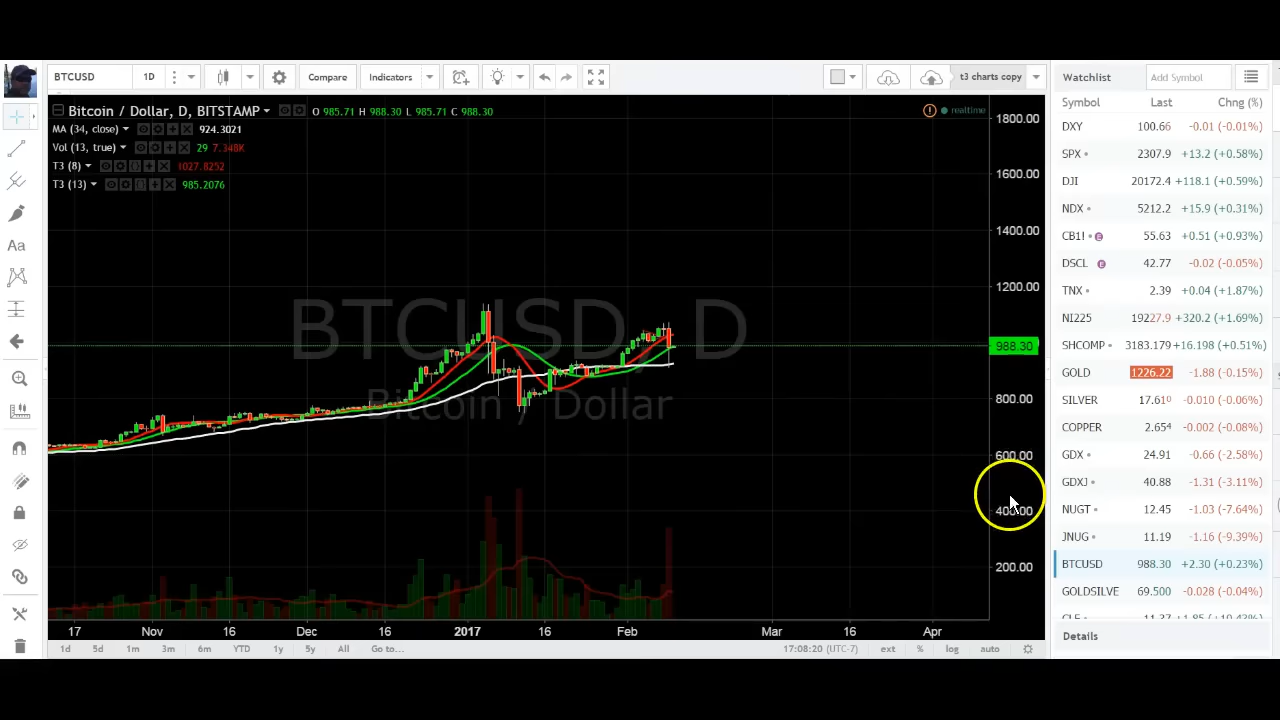 BTCUSD 1D Compare Indicators t3 charts copy
Bitcoin / Dollar, D, BITSTAMP O 985.71 H 988.30 L 985.71 C 988.30 realtime
MA (34, close) 924.3021
Vol (13, true) 29 7.348K
T3 (8) 1027.8252
T3 (13) 985.2076
Aa
BTCUSD, D
Bitcoin / Dollar
1800.00
1600.00
1400.00
1200.00
988.30
800.00
600.00
400.00
200.00
17 Nov 16 Dec 16 2017 16 Feb Mar 16 Apr
1d 5d 1m 3m 6m YTD 1y 5y All Go to... 17:08:20 (UTC-7) ext % log auto
Watchlist Add Symbol
Symbol Last Chng (%)
DXY 100.66 -0.01 (-0.01%)
SPX 2307.9 +13.2 (+0.58%)
DJI 20172.4 +118.1 (+0.59%)
NDX 5212.2 +15.9 (+0.31%)
CB1! E 55.63 +0.51 (+0.93%)
DSCL E 42.77 -0.02 (-0.05%)
TNX 2.39 +0.04 (+1.87%)
NI225 19227.9 +320.2 (+1.69%)
SHCOMP 3183.179 +16.198 (+0.51%)
GOLD 1226.22 -1.88 (-0.15%)
SILVER 17.610 -0.010 (-0.06%)
COPPER 2.654 -0.002 (-0.08%)
GDX 24.91 -0.66 (-2.58%)
GDXJ 40.88 -1.31 (-3.11%)
NUGT 12.45 -1.03 (-7.64%)
JNUG 11.19 -1.16 (-9.39%)
BTCUSD 988.30 +2.30 (+0.23%)
GOLDSILVE 69.500 -0.028 (-0.04%)
Details